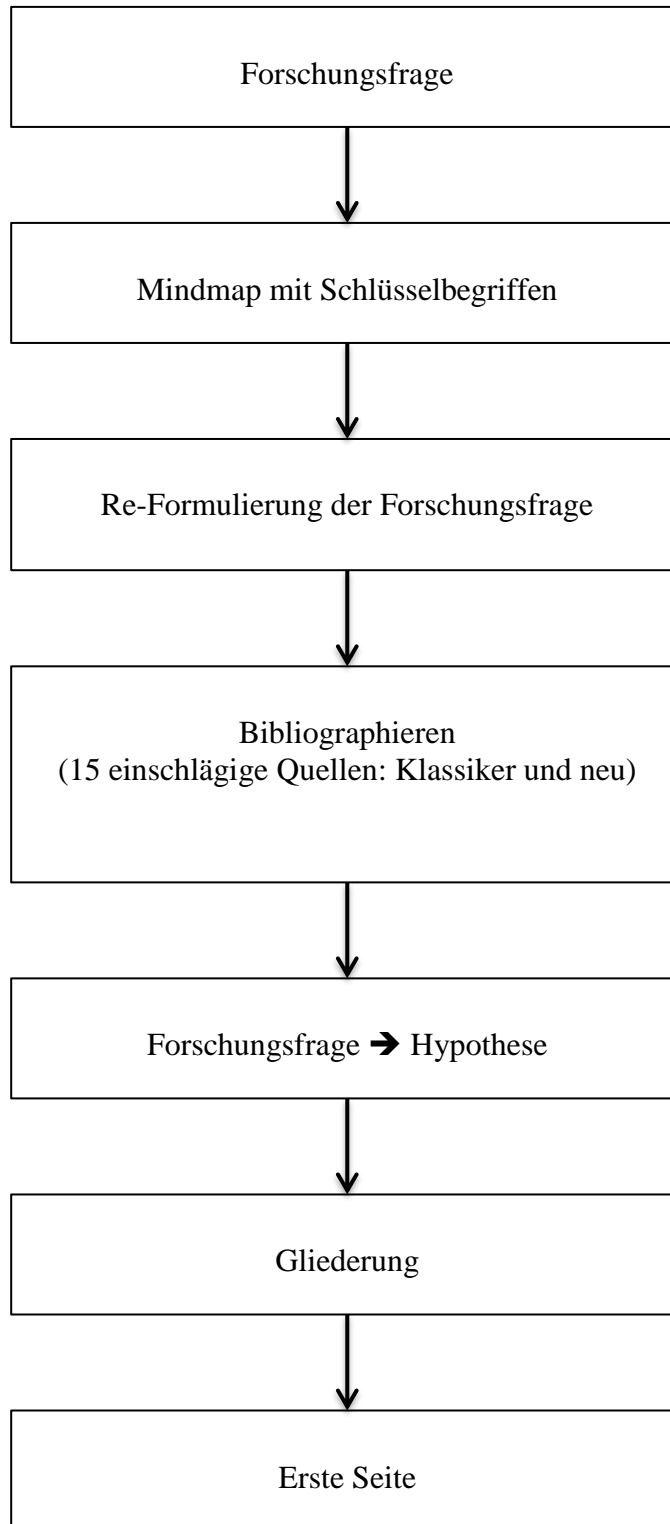 Forschungsfrage
Mindmap mit Schlüsselbegriffen
Re-Formulierung der Forschungsfrage
Bibliographieren
(15 einschlägige Quellen: Klassiker und neu)
Forschungsfrage ➔ Hypothese
Gliederung
Erste Seite